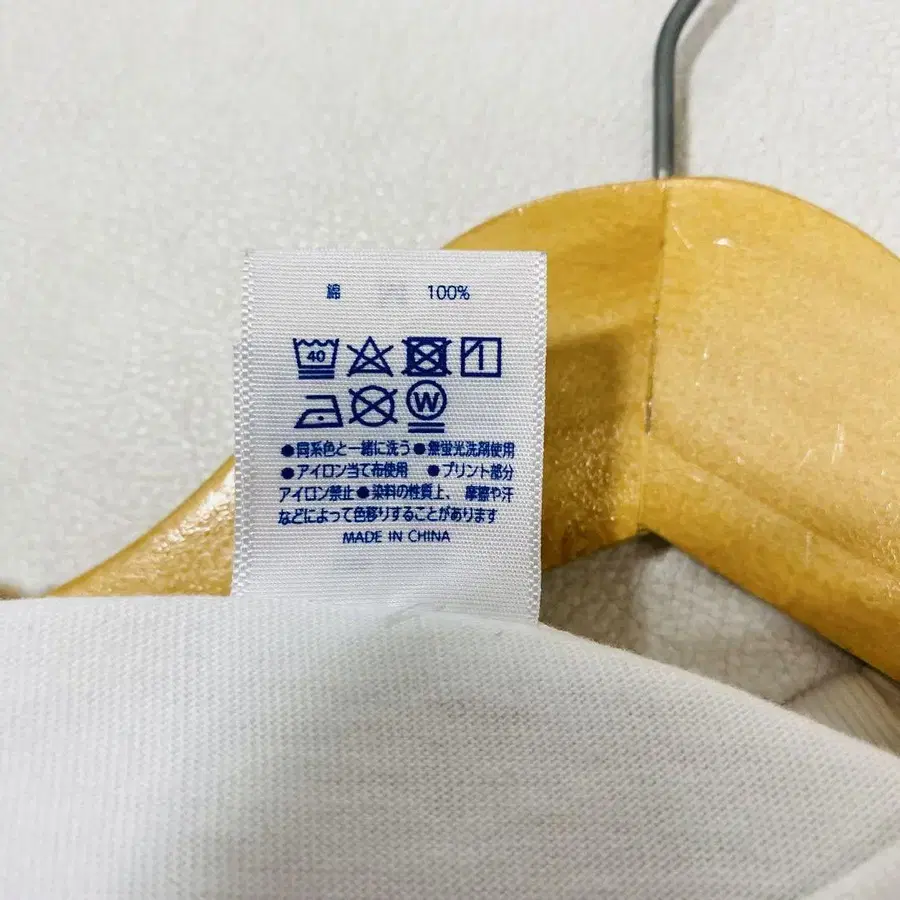 綿 100%
40
W
●同系色と一緒に洗う●無蛍光洗剤使用
●アイロン当て布使用 ●プリント部分
アイロン禁止●染料の性質上、摩擦や汗
などによって色移りすることがあります
MADE IN CHINA